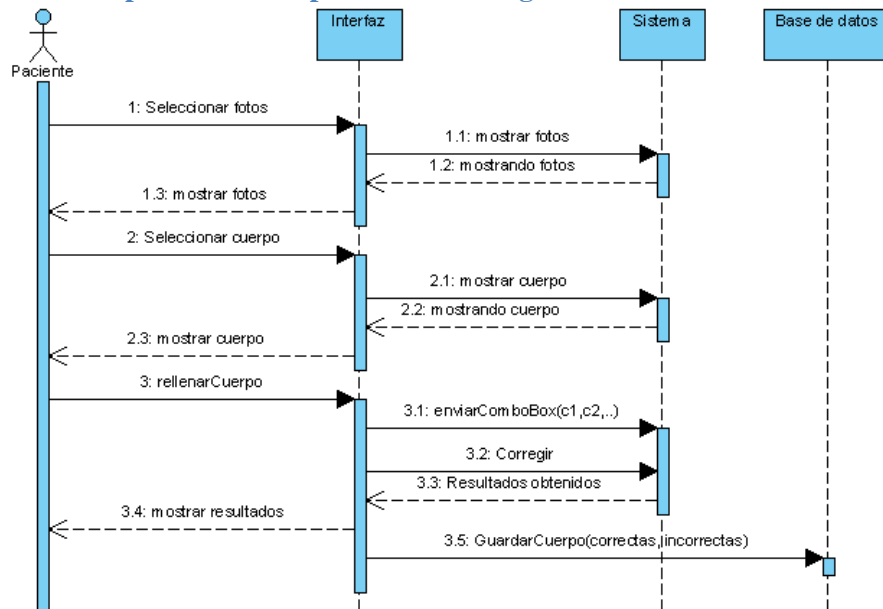 Interfaz
Sistema
Base de datos
Paciente
1: Seleccionar fotos
1.1: mostrar fotos
1.2: mostrando fotos
1.3: mostrar fotos
2: Seleccionar cuerpo
2.1: mostrar cuerpo
2.2: mostrando cuerpo
2.3: mostrar cuerpo
3: rellenarCuerpo
3.1: enviarComboBox(c1,c2,..)
3.2: Corregir
3.3: Resultados obtenidos
3.4: mostrar resultados
3.5: GuardarCuerpo(correctas,incorrectas)